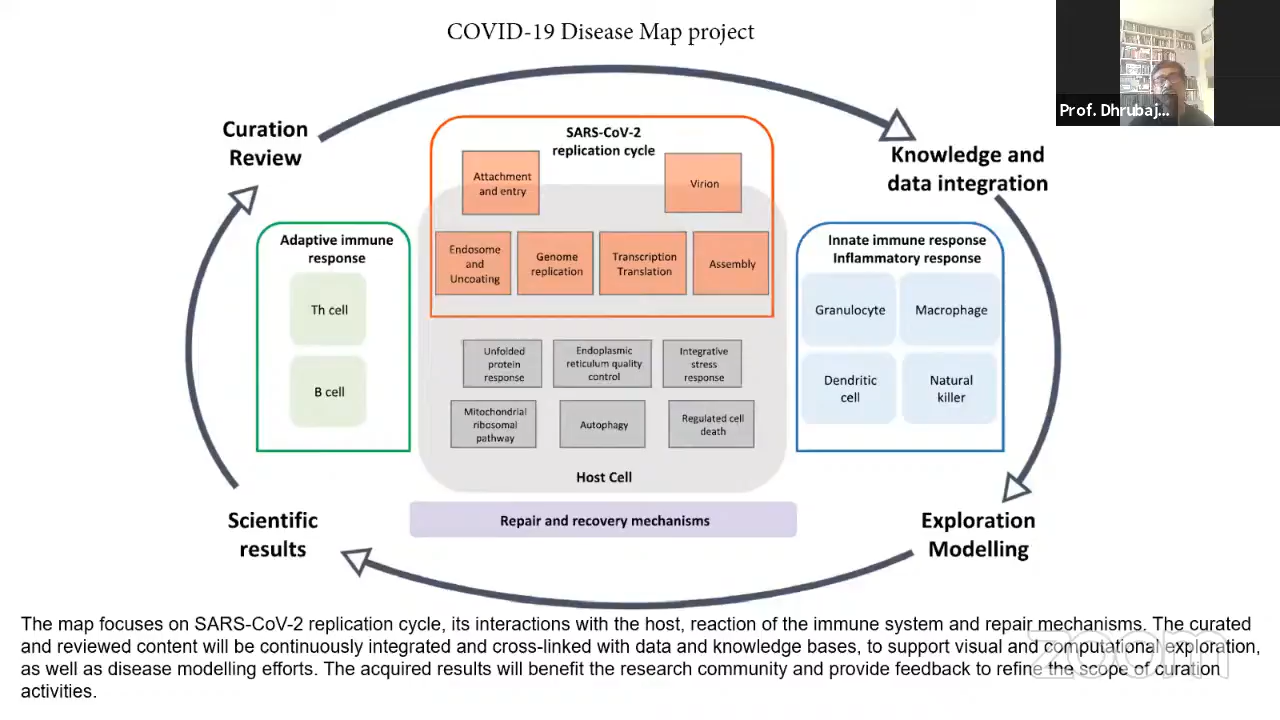 COVID-19 Disease Map project
Prof. Dhrubaj...
Curation
Review
Knowledge and
data integration
SARS-CoV-2
replication cycle
Attachment
and entry
Virion
Endosome
and
Uncoating
Genome
replication
Transcription
Translation
Assembly
Adaptive immune
response
Th cell
B cell
Innate immune response
Inflammatory response
Granulocyte
Macrophage
Dendritic
cell
Natural
killer
Unfolded
protein
response
Endoplasmic
reticulum quality
control
Integrative
stress
response
Mitochondrial
ribosomal
pathway
Autophagy
Regulated cell
death
Host Cell
Repair and recovery mechanisms
Scientific
results
Exploration
Modelling
The map focuses on SARS-CoV-2 replication cycle, its interactions with the host, reaction of the immune system and repair mechanisms. The curated
and reviewed content will be continuously integrated and cross-linked with data and knowledge bases, to support visual and computational exploration,
as well as disease modelling efforts. The acquired results will benefit the research community and provide feedback to refine the scope of curation
activities.
zoom